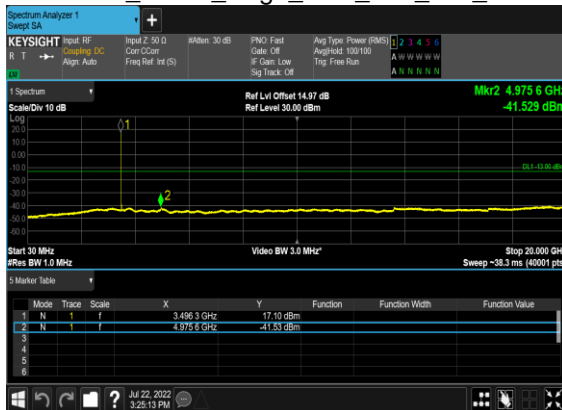 Spectrum Analyzer 1
Swept SA
+
KEYSIGHT Input: RF Input Z: 50 Ω #Atten: 30 dB PNO: Fast Avg Type: Power (RMS) 1 2 3 4 5 6
R T Coupling: DC Corr CCorr Gate: Off Avg|Hold: 100/100 A W W W W W
Align: Auto Freq Ref: Int (S) IF Gain: Low Trig: Free Run
Sig Track: Off A N N N N N
1 Spectrum Ref Lvl Offset 14.97 dB Mkr2 4.975 6 GHz
Scale/Div 10 dB Ref Level 30.00 dBm -41.529 dBm
Log
20.0
10.0
0.00
-10.0
-20.0
-30.0
-40.0
-50.0
-60.0
1
2
DL1 -13.00 dBm
Start 30 MHz Video BW 3.0 MHz* Stop 20.000 GHz
#Res BW 1.0 MHz Sweep ~38.3 ms (40001 pts)
5 Marker Table
Mode Trace Scale X Y Function Function Width Function Value
1 N 1 f 3.496 3 GHz 17.10 dBm
2 N 1 f 4.975 6 GHz -41.53 dBm
3
4
5
6
? Jul 22, 2022
3:25:13 PM